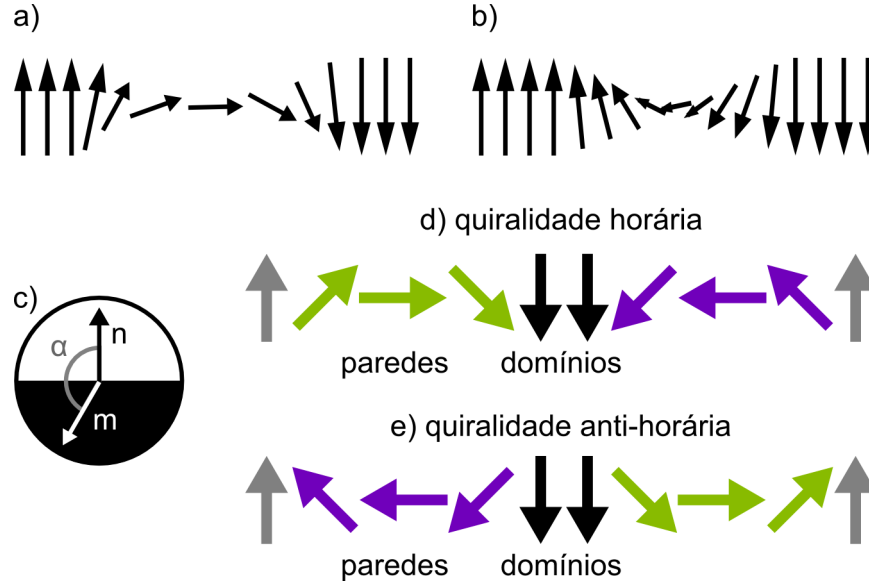 a)
b)
d) quiralidade horária
c)
n
α
m
paredes
domínios
e) quiralidade anti-horária
paredes
domínios